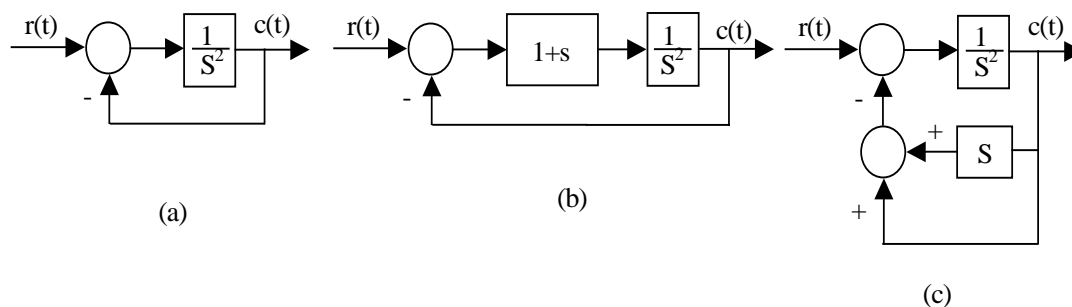 r(t)
1
S²
c(t)
-
(a)
r(t)
1+s
1
S²
c(t)
-
(b)
r(t)
1
S²
c(t)
-
+
S
+
(c)